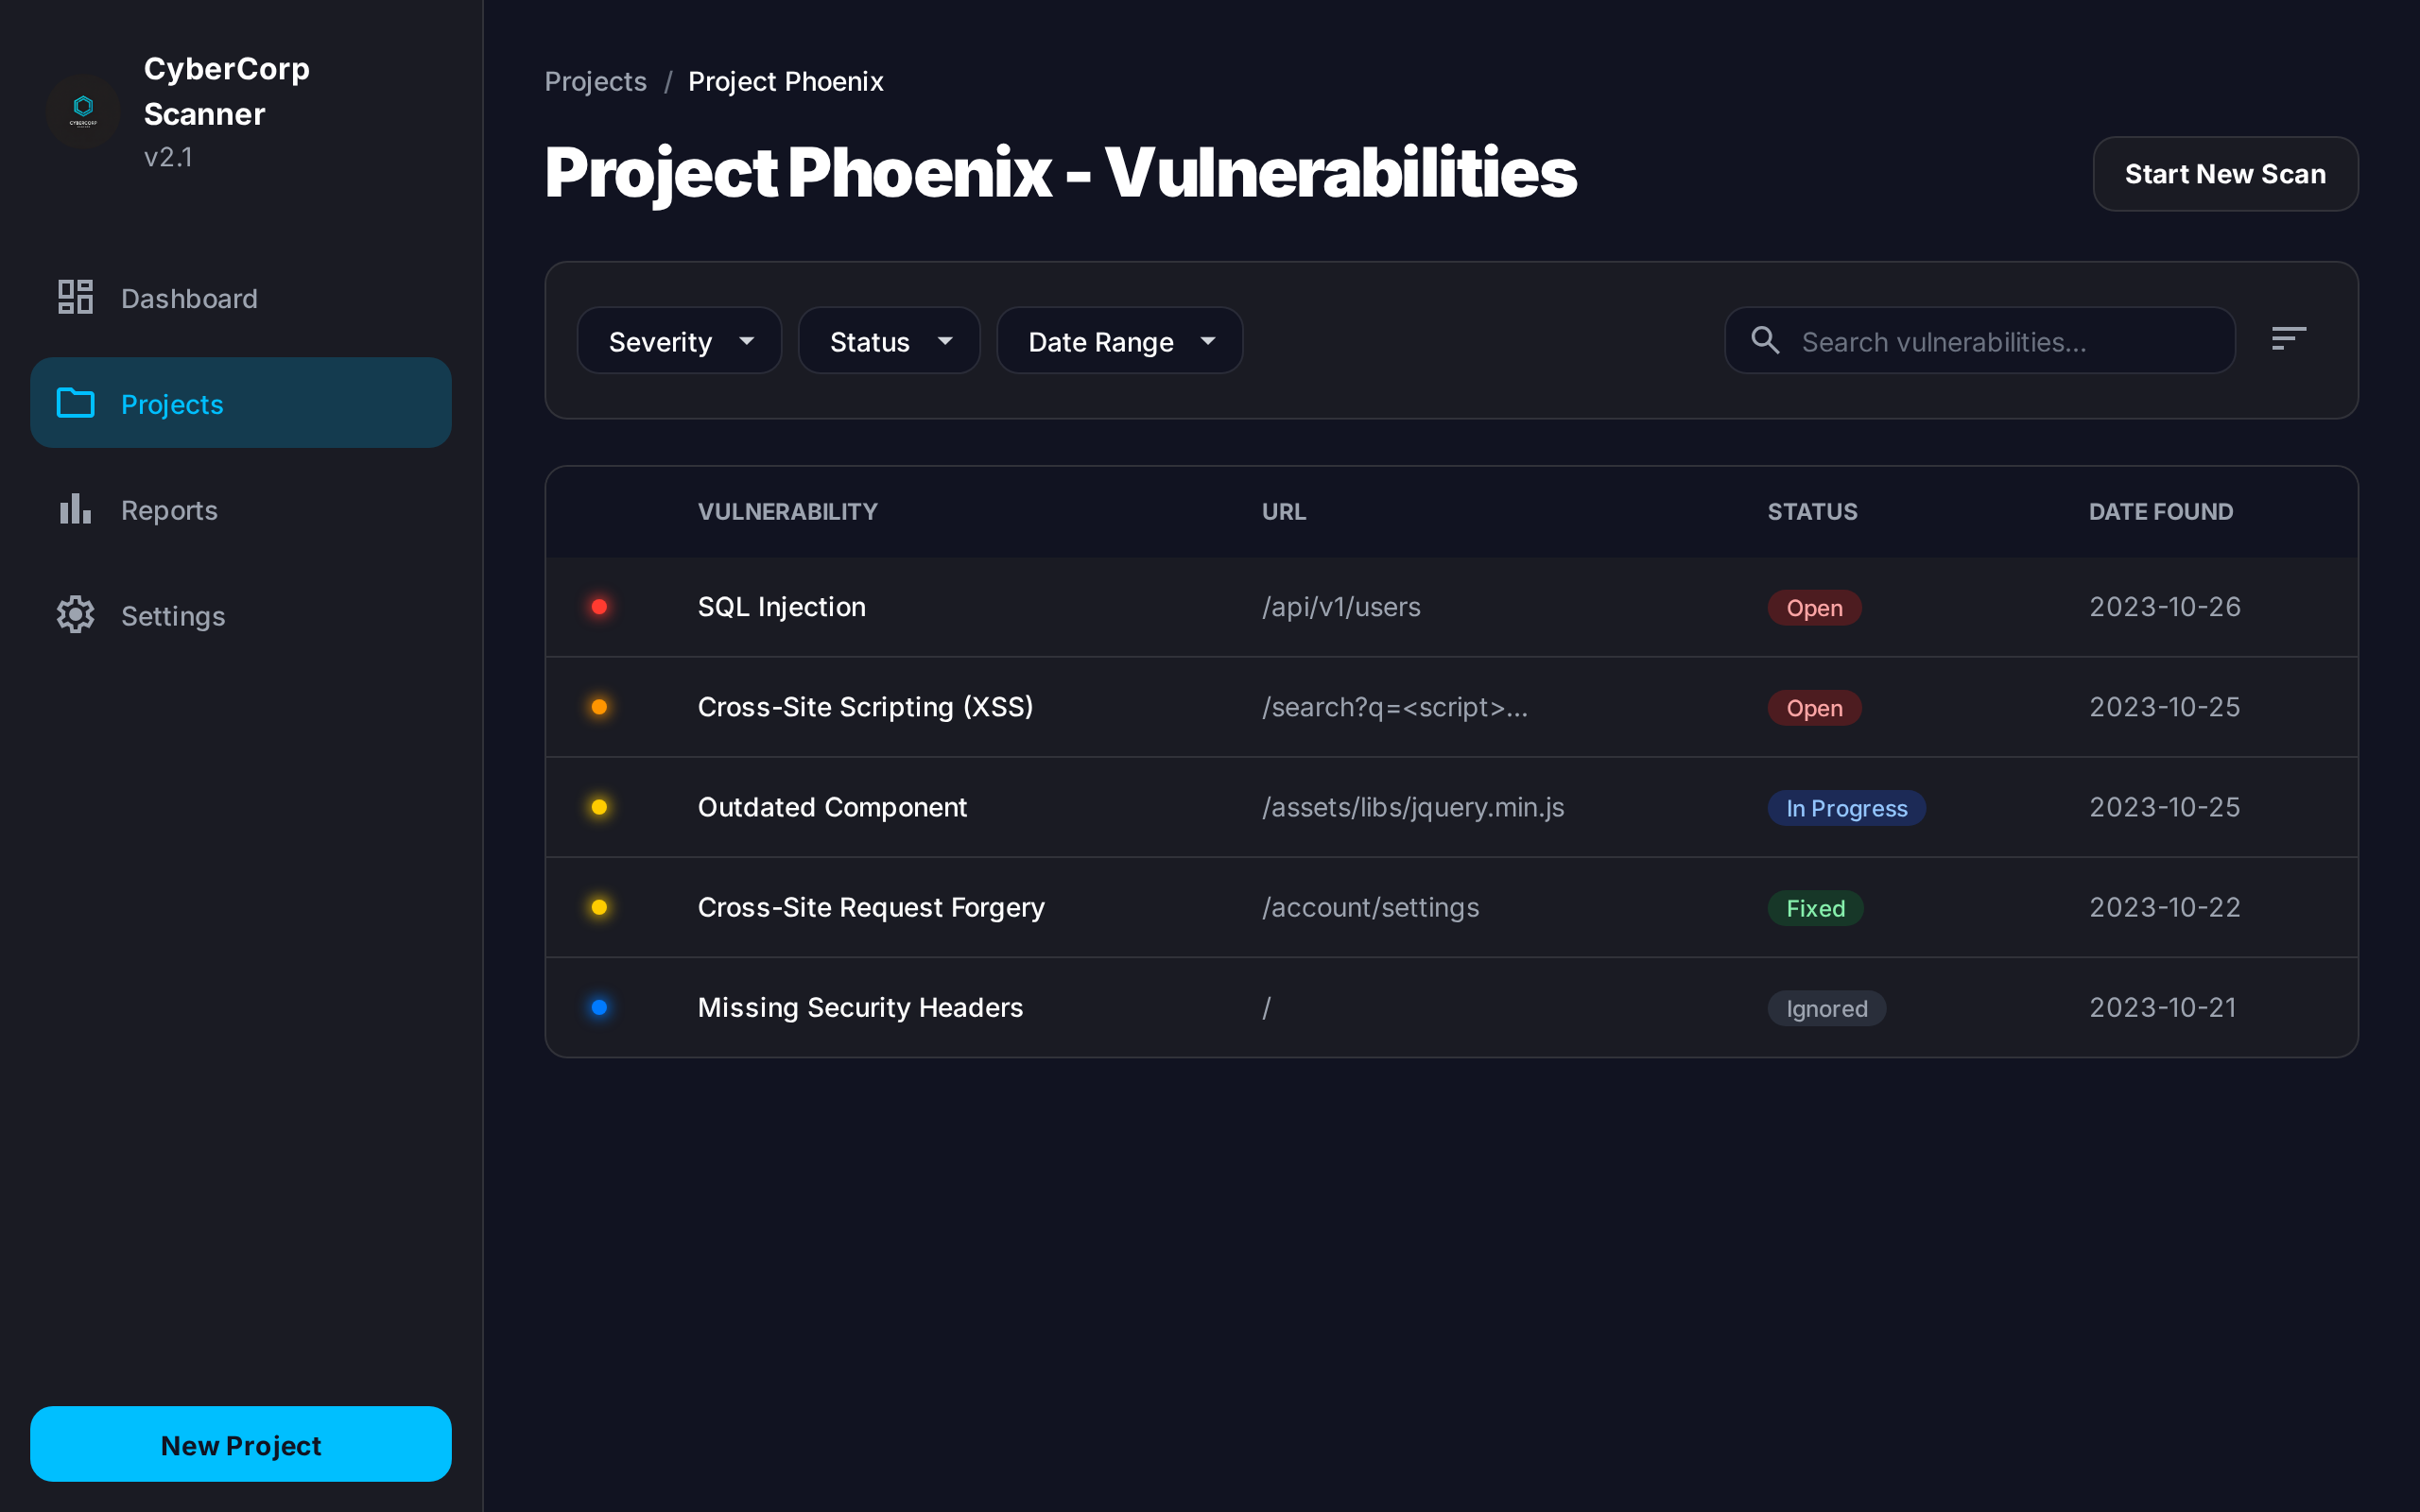 CYBERCORP
CyberCorp
Scanner
v2.1
Dashboard
Projects
Reports
Settings
New Project
Projects / Project Phoenix
Project Phoenix - Vulnerabilities
Start New Scan
Severity
Status
Date Range
Search vulnerabilities...
VULNERABILITY URL STATUS DATE FOUND
SQL Injection /api/v1/users Open 2023-10-26
Cross-Site Scripting (XSS) /search?q=<script>... Open 2023-10-25
Outdated Component /assets/libs/jquery.min.js In Progress 2023-10-25
Cross-Site Request Forgery /account/settings Fixed 2023-10-22
Missing Security Headers / Ignored 2023-10-21